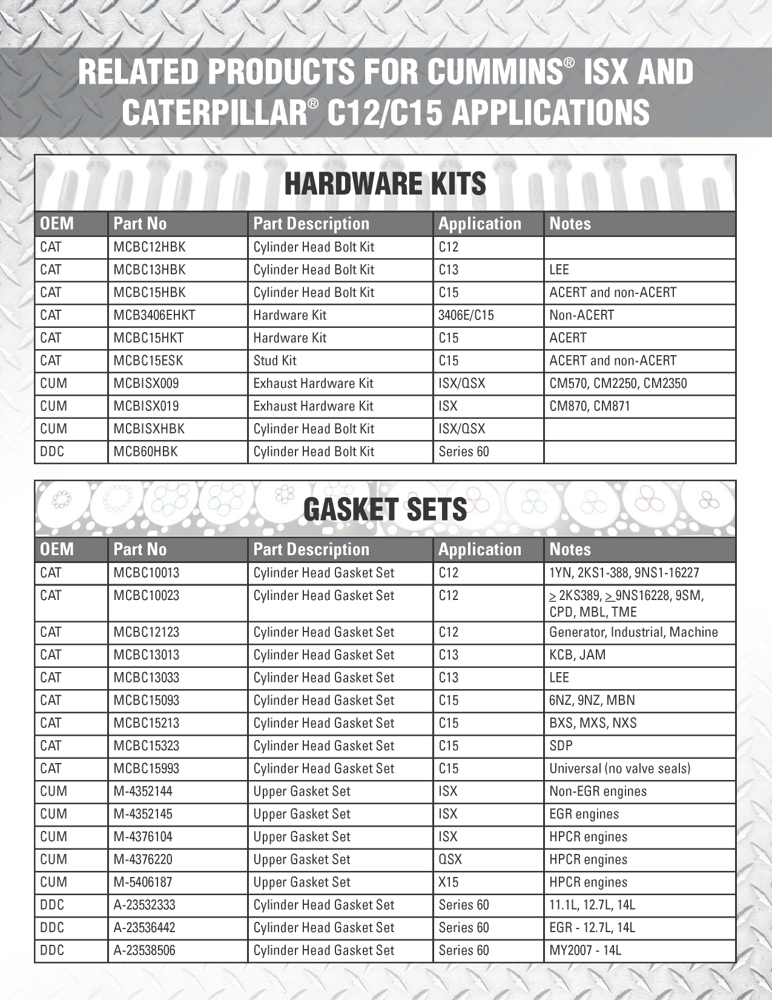 RELATED PRODUCTS FOR CUMMINS® ISX AND
CATERPILLAR® C12/C15 APPLICATIONS
HARDWARE KITS
OEM Part No Part Description Application Notes
CAT MCBC12HBK Cylinder Head Bolt Kit C12
CAT MCBC13HBK Cylinder Head Bolt Kit C13 LEE
CAT MCBC15HBK Cylinder Head Bolt Kit C15 ACERT and non-ACERT
CAT MCB3406EHKT Hardware Kit 3406E/C15 Non-ACERT
CAT MCBC15HKT Hardware Kit C15 ACERT
CAT MCBC15ESK Stud Kit C15 ACERT and non-ACERT
CUM MCBISX009 Exhaust Hardware Kit ISX/QSX CM570, CM2250, CM2350
CUM MCBISX019 Exhaust Hardware Kit ISX CM870, CM871
CUM MCBISXHBK Cylinder Head Bolt Kit ISX/QSX
DDC MCB60HBK Cylinder Head Bolt Kit Series 60
GASKET SETS
OEM Part No Part Description Application Notes
CAT MCBC10013 Cylinder Head Gasket Set C12 1YN, 2KS1-388, 9NS1-16227
CAT MCBC10023 Cylinder Head Gasket Set C12 > 2KS389, > 9NS16228, 9SM,
CPD, MBL, TME
CAT MCBC12123 Cylinder Head Gasket Set C12 Generator, Industrial, Machine
CAT MCBC13013 Cylinder Head Gasket Set C13 KCB, JAM
CAT MCBC13033 Cylinder Head Gasket Set C13 LEE
CAT MCBC15093 Cylinder Head Gasket Set C15 6NZ, 9NZ, MBN
CAT MCBC15213 Cylinder Head Gasket Set C15 BXS, MXS, NXS
CAT MCBC15323 Cylinder Head Gasket Set C15 SDP
CAT MCBC15993 Cylinder Head Gasket Set C15 Universal (no valve seals)
CUM M-4352144 Upper Gasket Set ISX Non-EGR engines
CUM M-4352145 Upper Gasket Set ISX EGR engines
CUM M-4376104 Upper Gasket Set ISX HPCR engines
CUM M-4376220 Upper Gasket Set QSX HPCR engines
CUM M-5406187 Upper Gasket Set X15 HPCR engines
DDC A-23532333 Cylinder Head Gasket Set Series 60 11.1L, 12.7L, 14L
DDC A-23536442 Cylinder Head Gasket Set Series 60 EGR - 12.7L, 14L
DDC A-23538506 Cylinder Head Gasket Set Series 60 MY2007 - 14L